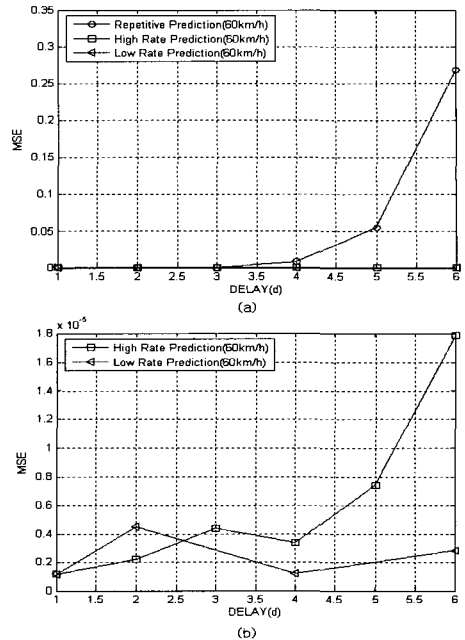 0.35
0.3
0.25
0.2
0.15
0.1
0.05
0
MSE
Repetitive Prediction(60km/h)
High Rate Prediction(60km/h)
Low Rate Prediction(60km/h)
1 1.5 2 2.5 3 3.5 4 4.5 5 5.5 6
DELAY(d)
(a)
x 10⁻⁵
1.8
1.6
1.4
1.2
1
0.8
0.6
0.4
0.2
0
MSE
High Rate Prediction(60km/h)
Low Rate Prediction(60km/h)
1 1.5 2 2.5 3 3.5 4 4.5 5 5.5 6
DELAY(d)
(b)